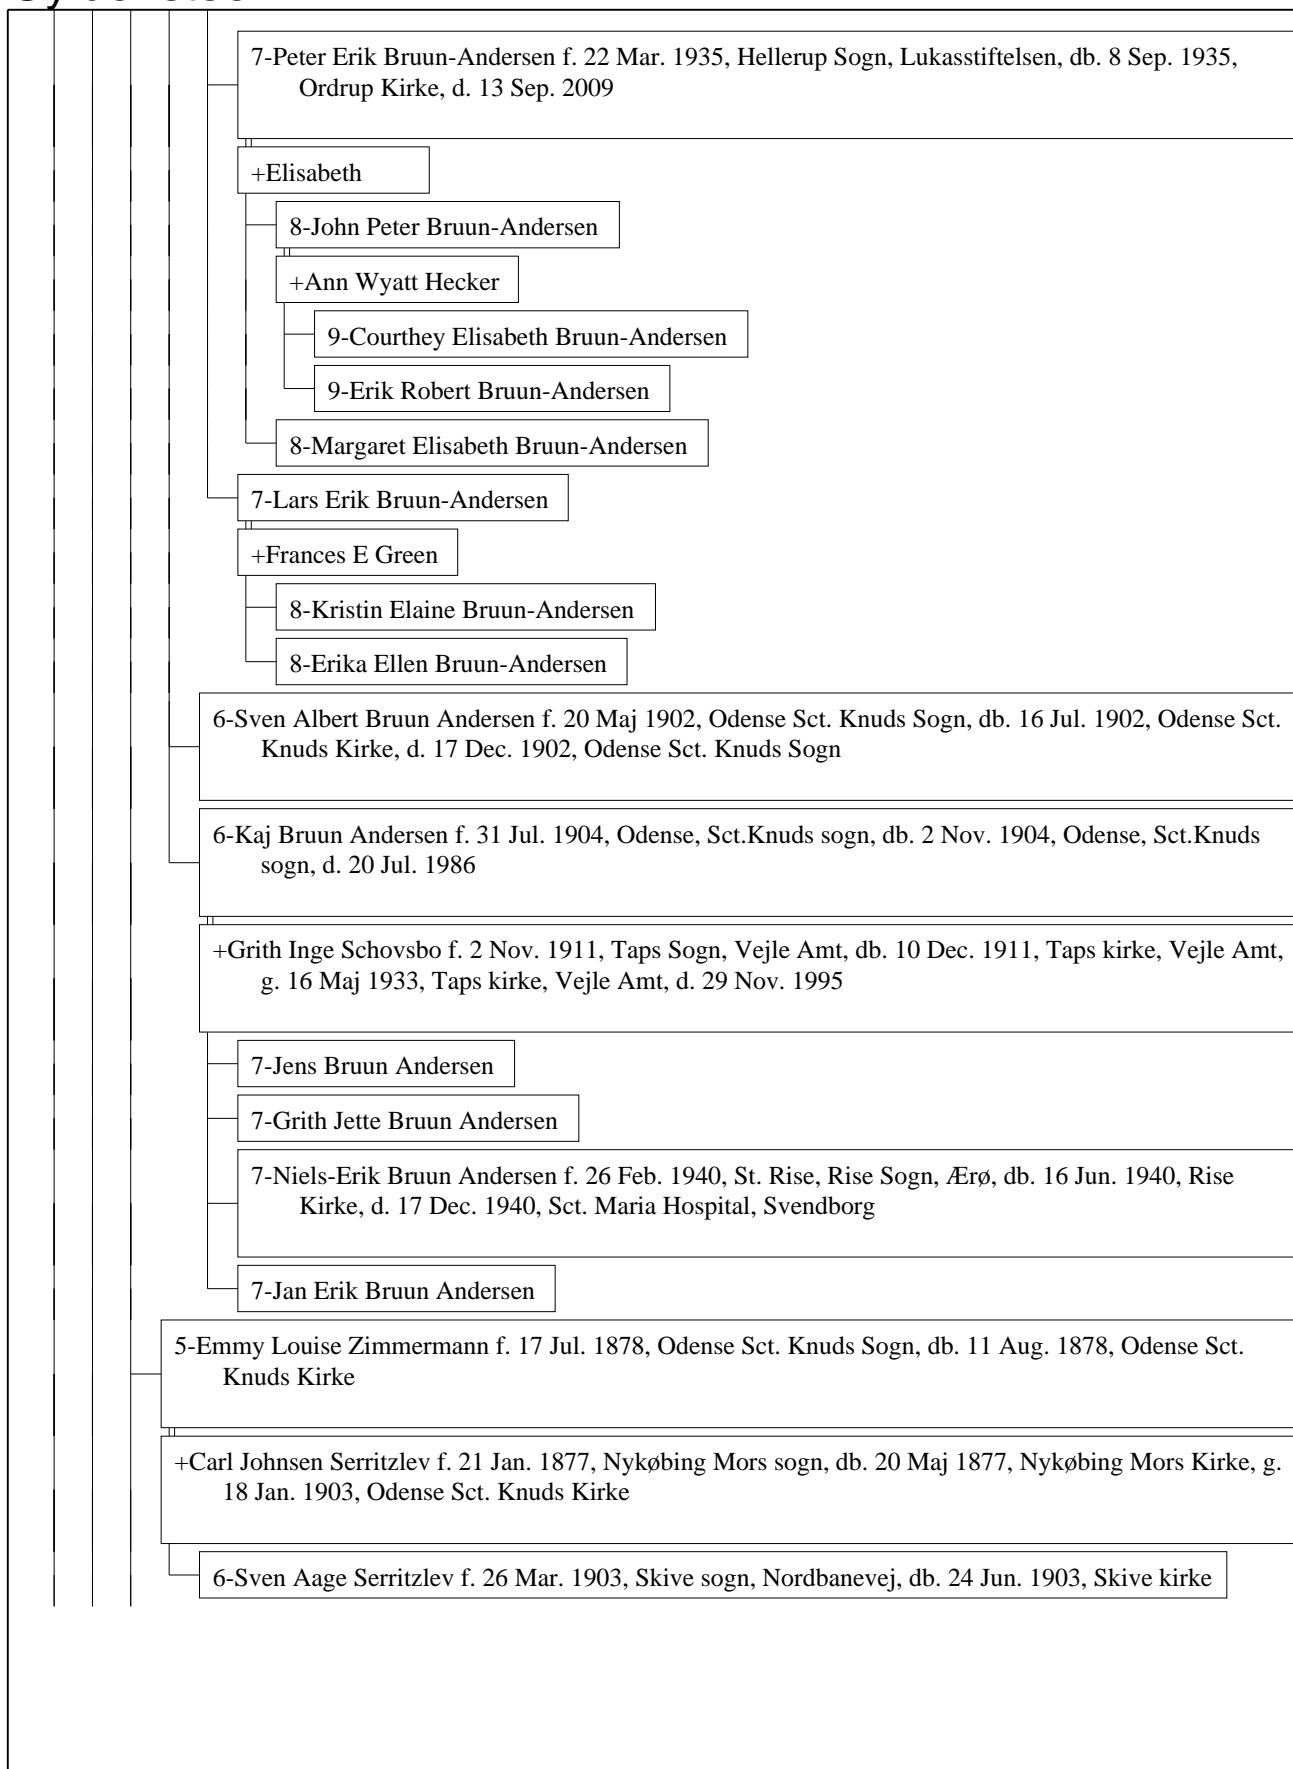 7-Peter Erik Bruun-Andersen f. 22 Mar. 1935, Hellerup Sogn, Lukasstiftelsen, db. 8 Sep. 1935,
Ordrup Kirke, d. 13 Sep. 2009
+Elisabeth
8-John Peter Bruun-Andersen
+Ann Wyatt Hecker
9-Courthey Elisabeth Bruun-Andersen
9-Erik Robert Bruun-Andersen
8-Margaret Elisabeth Bruun-Andersen
7-Lars Erik Bruun-Andersen
+Frances E Green
8-Kristin Elaine Bruun-Andersen
8-Erika Ellen Bruun-Andersen
6-Sven Albert Bruun Andersen f. 20 Maj 1902, Odense Sct. Knuds Sogn, db. 16 Jul. 1902, Odense Sct.
Knuds Kirke, d. 17 Dec. 1902, Odense Sct. Knuds Sogn
6-Kaj Bruun Andersen f. 31 Jul. 1904, Odense, Sct.Knuds sogn, db. 2 Nov. 1904, Odense, Sct.Knuds
sogn, d. 20 Jul. 1986
+Grith Inge Schovsbo f. 2 Nov. 1911, Taps Sogn, Vejle Amt, db. 10 Dec. 1911, Taps kirke, Vejle Amt,
g. 16 Maj 1933, Taps kirke, Vejle Amt, d. 29 Nov. 1995
7-Jens Bruun Andersen
7-Grith Jette Bruun Andersen
7-Niels-Erik Bruun Andersen f. 26 Feb. 1940, St. Rise, Rise Sogn, Ærø, db. 16 Jun. 1940, Rise
Kirke, d. 17 Dec. 1940, Sct. Maria Hospital, Svendborg
7-Jan Erik Bruun Andersen
5-Emmy Louise Zimmermann f. 17 Jul. 1878, Odense Sct. Knuds Sogn, db. 11 Aug. 1878, Odense Sct.
Knuds Kirke
+Carl Johnsen Serritzlev f. 21 Jan. 1877, Nykøbing Mors sogn, db. 20 Maj 1877, Nykøbing Mors Kirke, g.
18 Jan. 1903, Odense Sct. Knuds Kirke
6-Sven Aage Serritzlev f. 26 Mar. 1903, Skive sogn, Nordbanevej, db. 24 Jun. 1903, Skive kirke